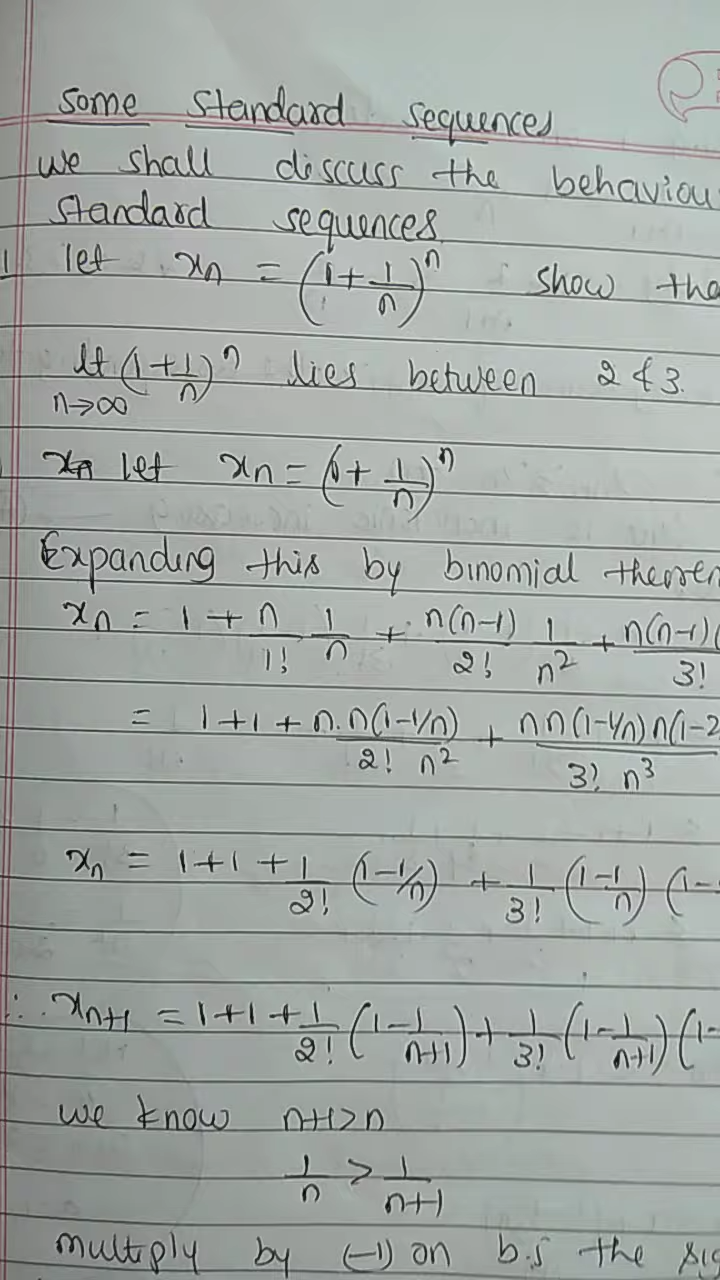 Some Standard sequences
we shall discuss the behaviou
Standard sequences
1 let xn = (1+1/n)^n show tha
lt n→∞ (1+1/n)^n lies between 2 & 3.
let xn = (1+1/n)^n
Expanding this by binomial theorem
xn = 1 + n/1! 1/n + n(n-1)/2! 1/n² + n(n-1)(/3!
= 1+1+ n.n(1-1/n)/2! n² + n n(1-1/n) n(1-2/3! n³
xn = 1+1+1/2! (1-1/n) + 1/3! (1-1/n) (1-
∴ xn+1 = 1+1+1/2! (1-1/n+1) + 1/3! (1-1/n+1) (1-
we know n+1>n
1/n > 1/n+1
multiply by (-1) on b.s the sig